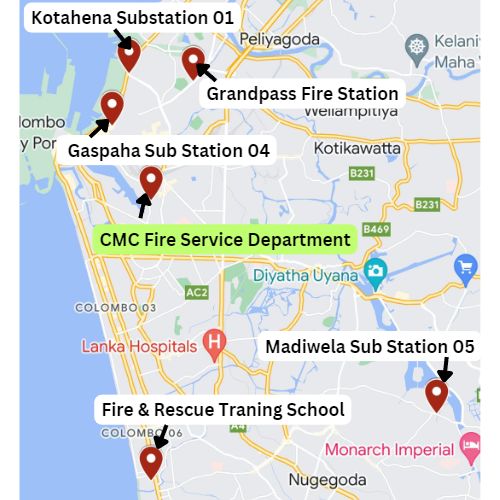 Kotahena Substation 01
Peliyagoda
Kelani
Maha V
Grandpass Fire Station
Wellampitiya
lombo
y Por
Gaspaha Sub Station 04
Kotikawatta
B231
B231
B469
CMC Fire Service Department
Diyatha Uyana
AC2
COLOMBO 03
Lanka Hospitals
H
Madiwela Sub Station 05
Fire & Rescue Traning School
A4
COLOMBO 06
Monarch Imperial
Nugegoda